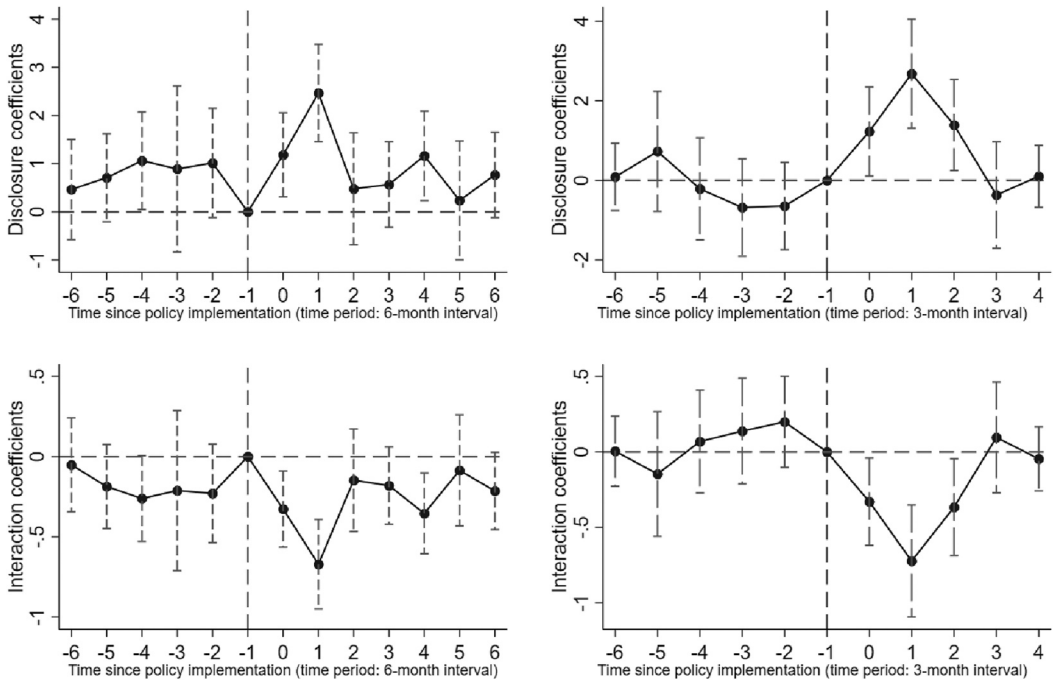 Disclosure coefficients
4
3
2
1
0
-1
-6 -5 -4 -3 -2 -1 0 1 2 3 4 5 6
Time since policy implementation (time period: 6-month interval)
Disclosure coefficients
4
2
0
-2
-6 -5 -4 -3 -2 -1 0 1 2 3 4
Time since policy implementation (time period: 3-month interval)
Interaction coefficients
.5
0
-.5
-1
-6 -5 -4 -3 -2 -1 0 1 2 3 4 5 6
Time since policy implementation (time period: 6-month interval)
Interaction coefficients
.5
0
-.5
-1
-6 -5 -4 -3 -2 -1 0 1 2 3 4
Time since policy implementation (time period: 3-month interval)